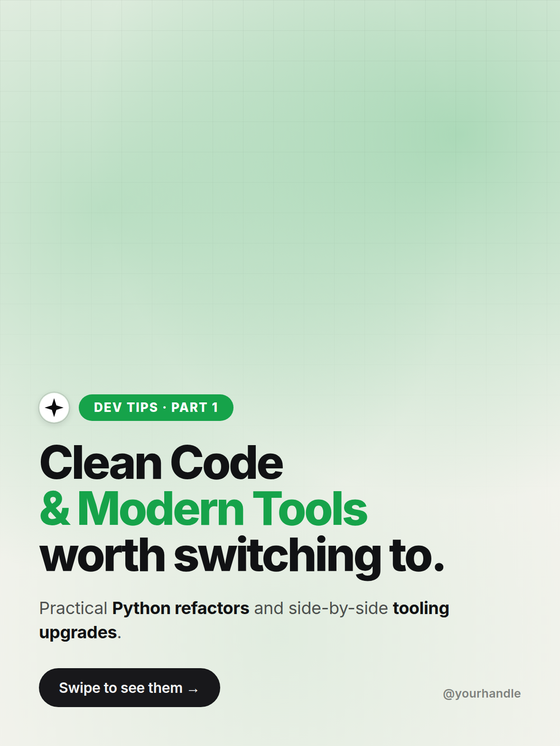 DEV TIPS · PART 1
Clean Code
& Modern Tools
worth switching to.
Practical Python refactors and side-by-side tooling
upgrades.
Swipe to see them →
@yourhandle